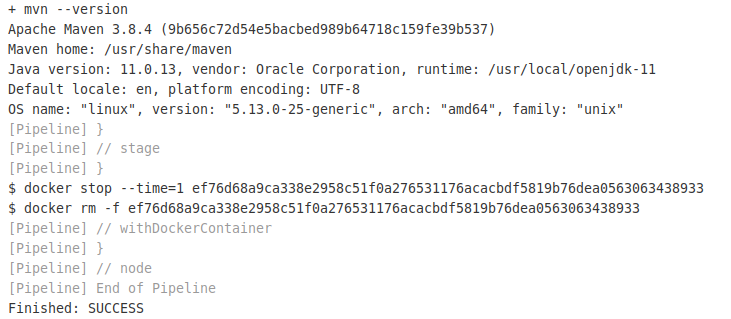 + mvn --version
Apache Maven 3.8.4 (9b656c72d54e5bacbed989b64718c159fe39b537)
Maven home: /usr/share/maven
Java version: 11.0.13, vendor: Oracle Corporation, runtime: /usr/local/openjdk-11
Default locale: en, platform encoding: UTF-8
OS name: "linux", version: "5.13.0-25-generic", arch: "amd64", family: "unix"
[Pipeline] }
[Pipeline] // stage
[Pipeline] }
$ docker stop --time=1 ef76d68a9ca338e2958c51f0a276531176acacbdf5819b76dea0563063438933
$ docker rm -f ef76d68a9ca338e2958c51f0a276531176acacbdf5819b76dea0563063438933
[Pipeline] // withDockerContainer
[Pipeline] }
[Pipeline] // node
[Pipeline] End of Pipeline
Finished: SUCCESS